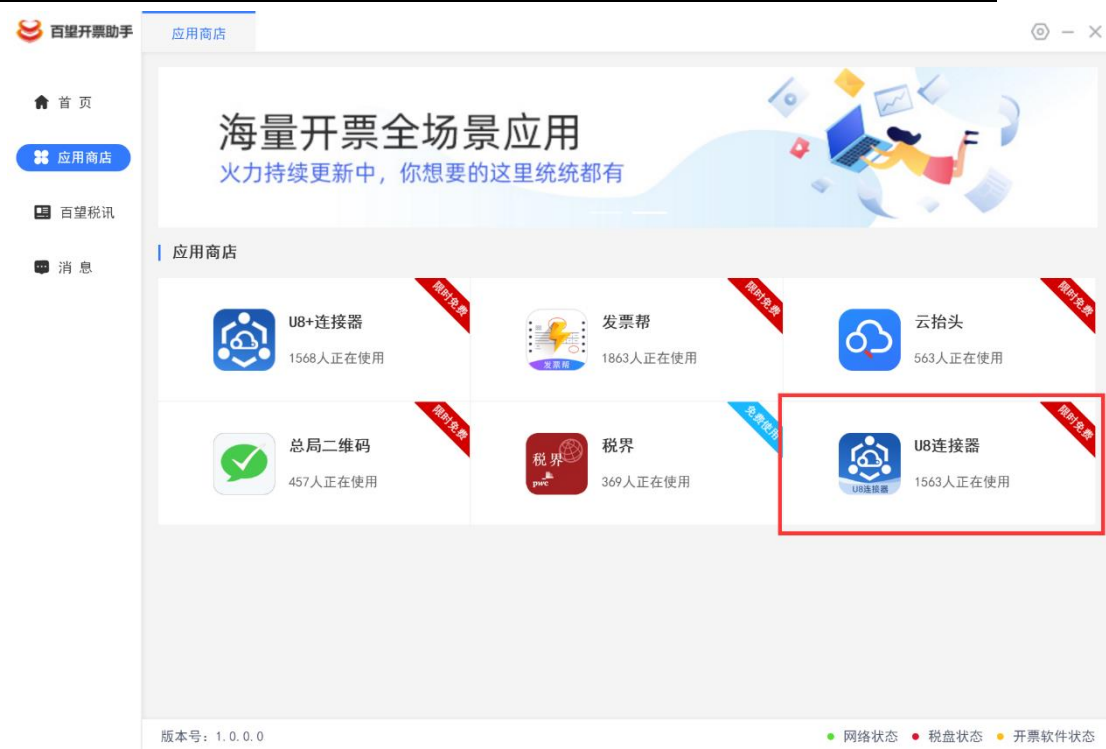 百望开票助手
应用商店
首 页
应用商店
百望税讯
消 息
海量开票全场景应用
火力持续更新中，你想要的这里统统都有
应用商店
限时免费
U8+连接器
1568人正在使用
限时免费
发票帮
发票帮
1863人正在使用
限时免费
云抬头
563人正在使用
限时免费
总局二维码
457人正在使用
免费使用
税界
pwc
税界
369人正在使用
限时免费
U8连接器
U8连接器
1563人正在使用
版本号：1.0.0.0
网络状态 税盘状态 开票软件状态